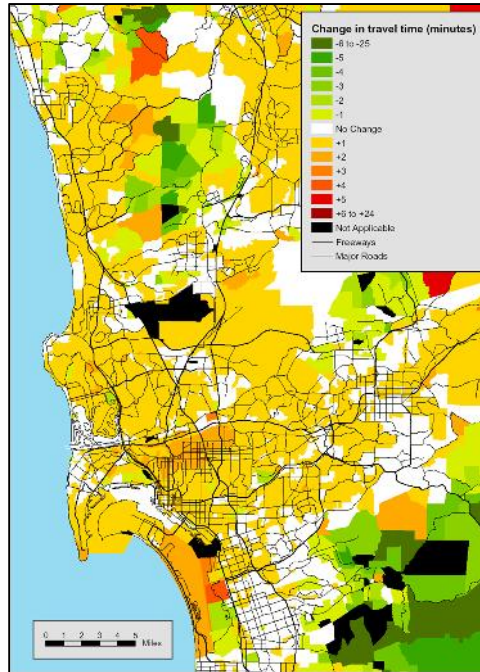 Change in travel time (minutes)
-6 to -25
-5
-4
-3
-2
-1
No Change
+1
+2
+3
+4
+5
+6 to +24
Not Applicable
Freeways
Major Roads
0 1 2 3 4 5
Miles